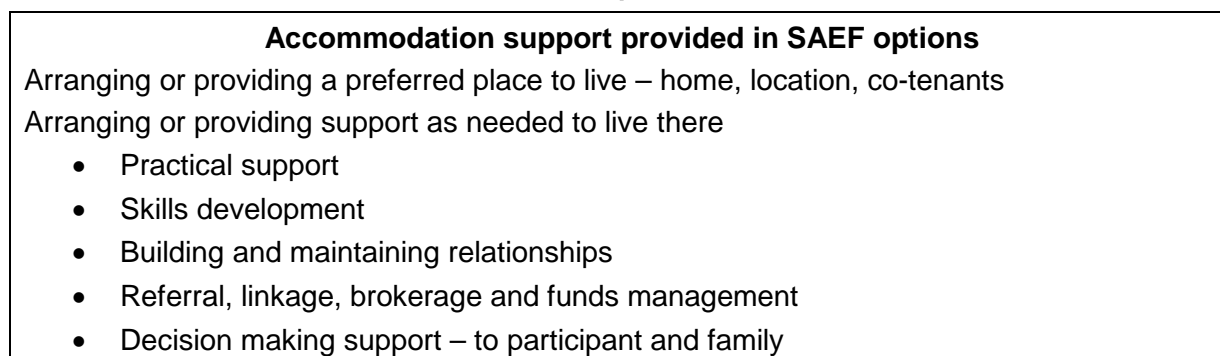 Accommodation support provided in SAEF options
Arranging or providing a preferred place to live – home, location, co-tenants
Arranging or providing support as needed to live there
• Practical support
• Skills development
• Building and maintaining relationships
• Referral, linkage, brokerage and funds management
• Decision making support – to participant and family